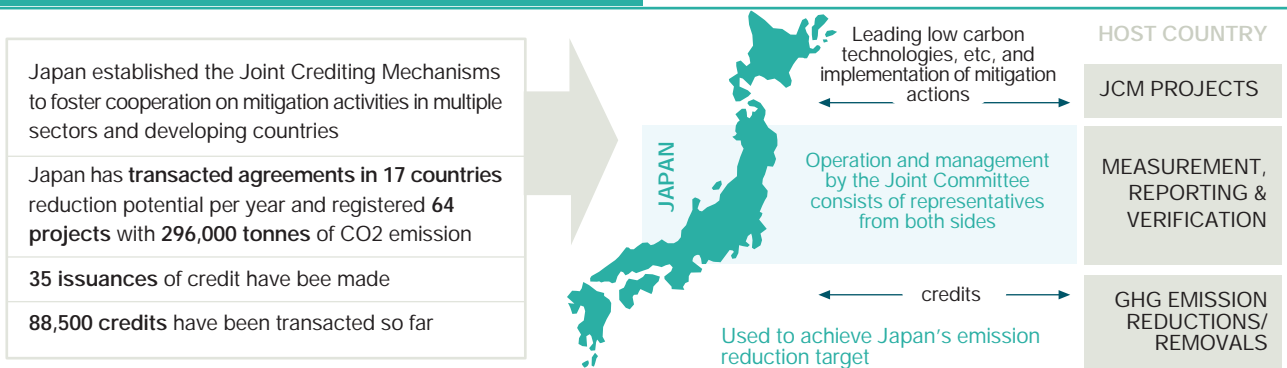 Japan established the Joint Crediting Mechanisms
to foster cooperation on mitigation activities in multiple
sectors and developing countries
Japan has transacted agreements in 17 countries
reduction potential per year and registered 64
projects with 296,000 tonnes of CO2 emission
35 issuances of credit have bee made
88,500 credits have been transacted so far
JAPAN
Leading low carbon
technologies, etc, and
implementation of mitigation
actions
Operation and management
by the Joint Committee
consists of representatives
from both sides
credits
Used to achieve Japan's emission
reduction target
HOST COUNTRY
JCM PROJECTS
MEASUREMENT,
REPORTING &
VERIFICATION
GHG EMISSION
REDUCTIONS/
REMOVALS